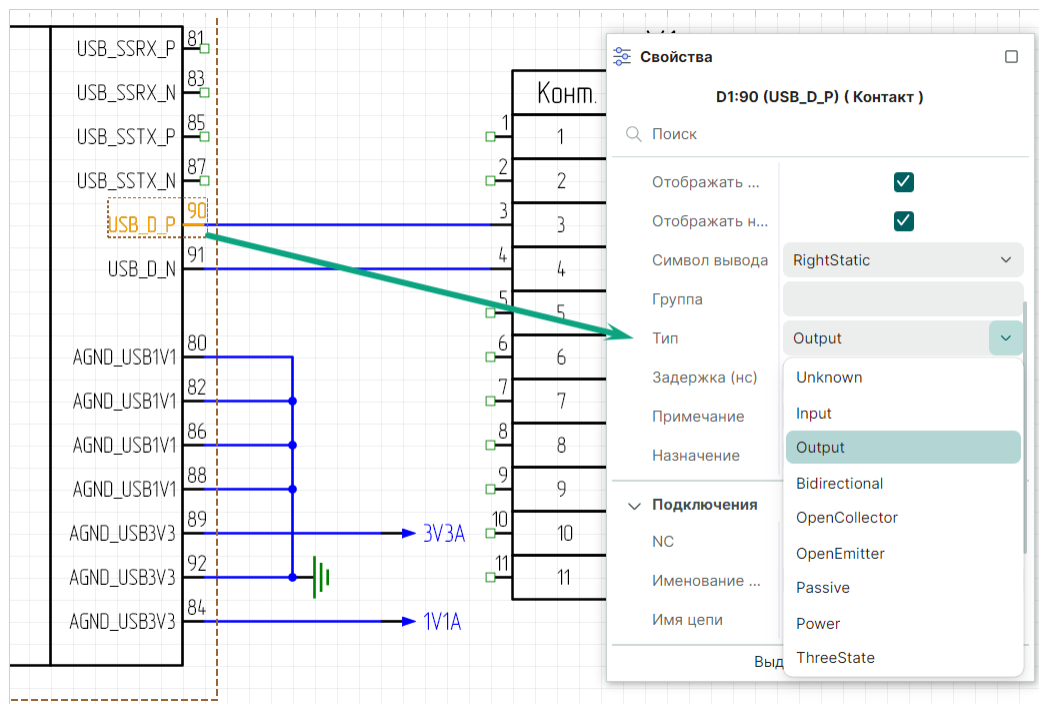 USB_SSRX_P 81
USB_SSRX_N 83
USB_SSTX_P 85
USB_SSTX_N 87
USB_D_P 90
USB_D_N 91
AGND_USB1V1 80
AGND_USB1V1 82
AGND_USB1V1 86
AGND_USB1V1 88
AGND_USB3V3 89
3V3A
AGND_USB3V3 92
AGND_USB3V3 84
1V1A
Конт.
1 1
2 2
3 3
4 4
5 5
6 6
7 7
8 8
9 9
10 10
11 11
Свойства
D1:90 (USB_D_P) ( Контакт )
Поиск
Отображать ...
Отображать н...
Символ вывода RightStatic
Группа
Тип Output
Задержка (нс)
Примечание
Назначение
Подключения
NC
Именование ...
Имя цепи
Выд
Unknown
Input
Output
Bidirectional
OpenCollector
OpenEmitter
Passive
Power
ThreeState